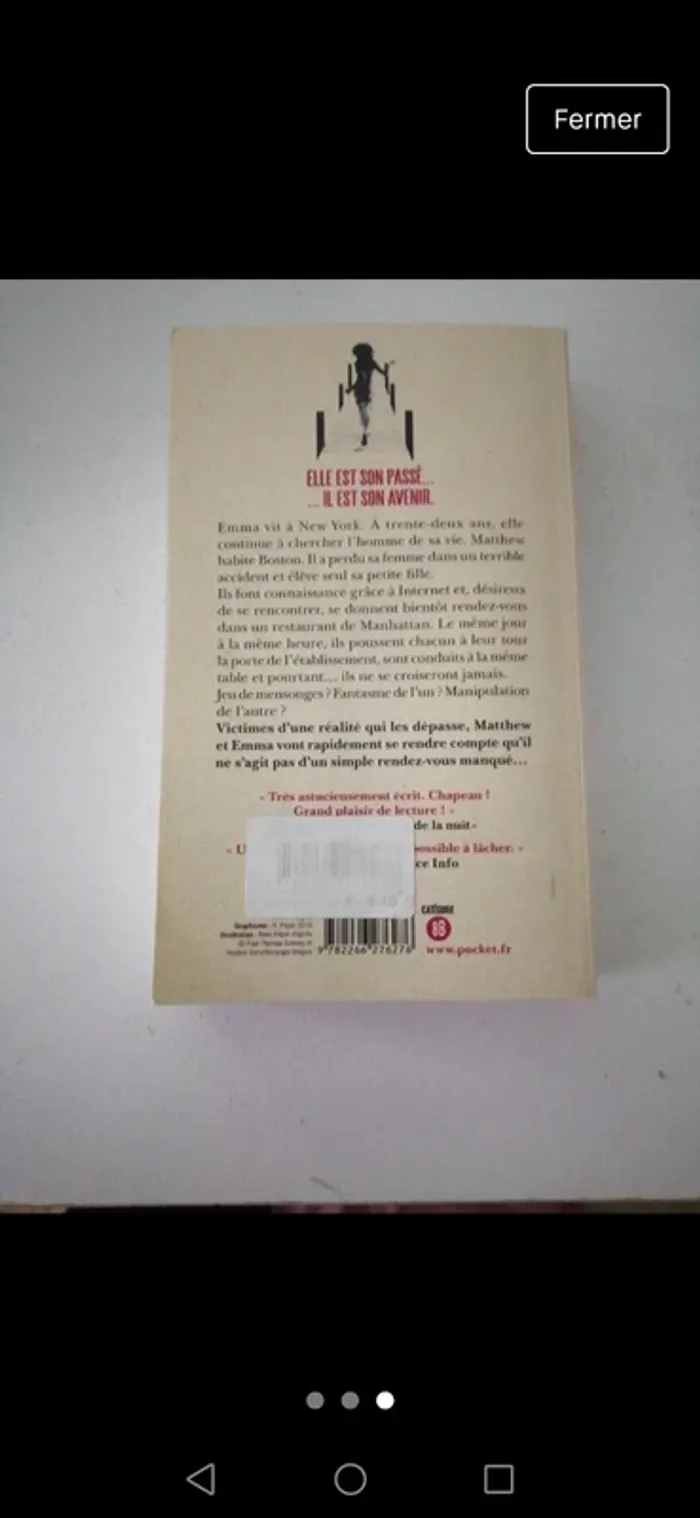 Fermer
ELLE EST SON PASSÉ...
... IL EST SON AVENIR.
Emma vit à New York. À trente-deux ans, elle
continue à chercher l'homme de sa vie. Matthew
habite Boston. Il a perdu sa femme dans un terrible
accident et élève seul sa petite fille.
Ils font connaissance grâce à Internet et, désireux
de se rencontrer, se donnent bientôt rendez-vous
dans un restaurant de Manhattan. Le même jour
à la même heure, ils poussent chacun à leur tour
la porte de l'établissement, sont conduits à la même
table et pourtant... ils ne se croiseront jamais.
Jeu de mensonges ? Fantasme de l'un ? Manipulation
de l'autre ?
Victimes d'une réalité qui les dépasse, Matthew
et Emma vont rapidement se rendre compte qu'il
ne s'agit pas d'un simple rendez-vous manqué...
« Très astucieusement écrit. Chapeau !
Grand plaisir de lecture ! »
de la nuit»
« U possible à lâcher. »
ce Info
CATÉGORIE
9 782266 276276
www.pocket.fr